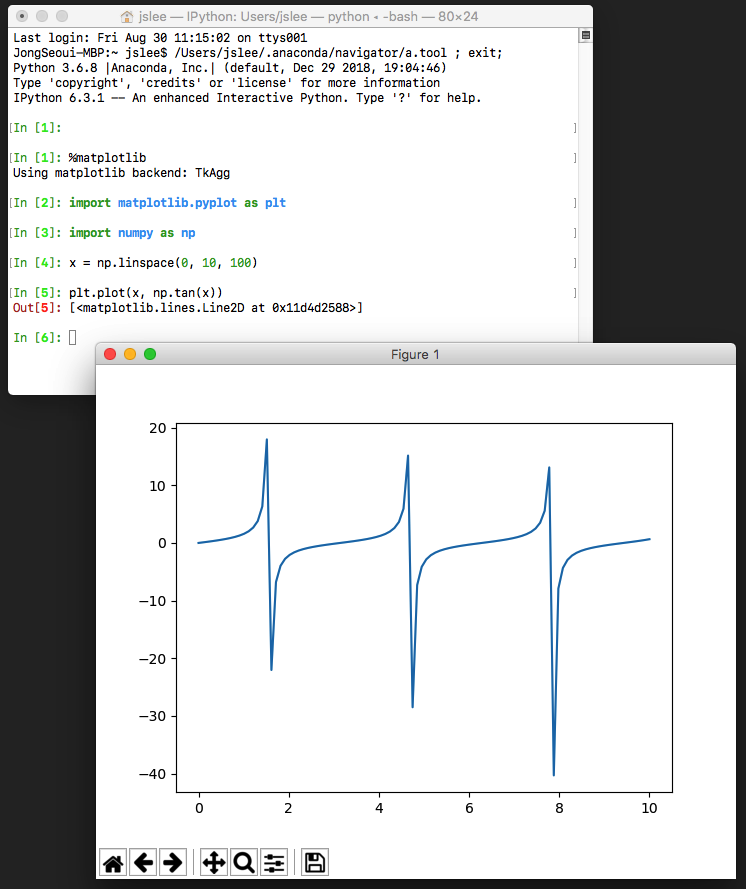 jslee — IPython: Users/jslee — python ◂ -bash — 80×24
Last login: Fri Aug 30 11:15:02 on ttys001
JongSeoui-MBP:~ jslee$ /Users/jslee/.anaconda/navigator/a.tool ; exit;
Python 3.6.8 |Anaconda, Inc.| (default, Dec 29 2018, 19:04:46)
Type 'copyright', 'credits' or 'license' for more information
IPython 6.3.1 -- An enhanced Interactive Python. Type '?' for help.
[In [1]: ]
[In [1]: %matplotlib ]
Using matplotlib backend: TkAgg
[In [2]: import matplotlib.pyplot as plt ]
[In [3]: import numpy as np ]
[In [4]: x = np.linspace(0, 10, 100) ]
[In [5]: plt.plot(x, np.tan(x)) ]
Out[5]: [<matplotlib.lines.Line2D at 0x11d4d2588>]
In [6]:
Figure 1
20
10
0
−10
−20
−30
−40
0 2 4 6 8 10